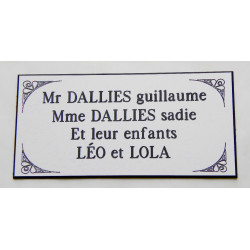 Mr DALLIES guillaume
Mme DALLIES sadie
Et leur enfants
LÉO et LOLA